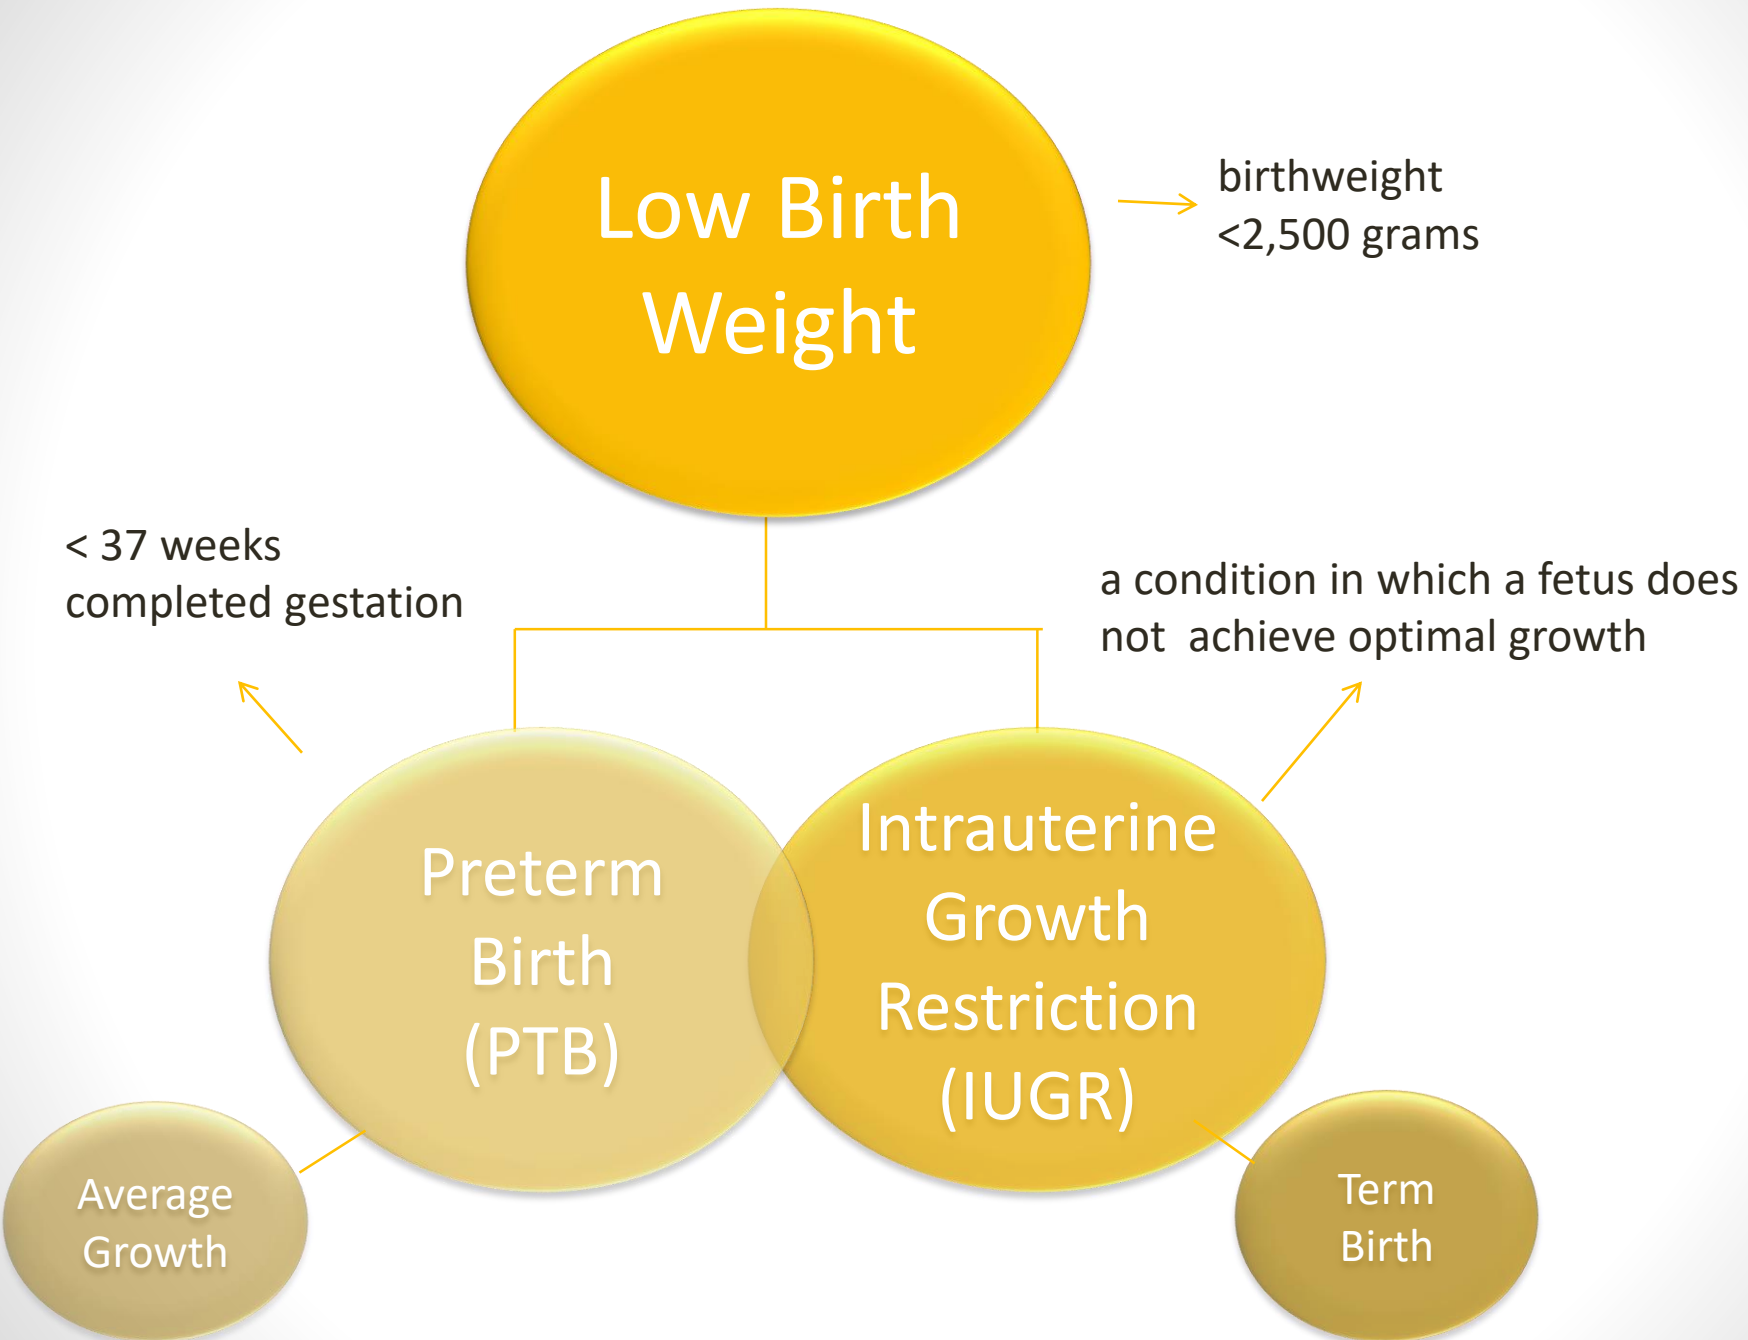 Low Birth
Weight
birthweight
<2,500 grams
< 37 weeks
completed gestation
a condition in which a fetus does
not  achieve optimal growth
Preterm
Birth
(PTB)
Intrauterine
Growth
Restriction
(IUGR)
Average
Growth
Term
Birth